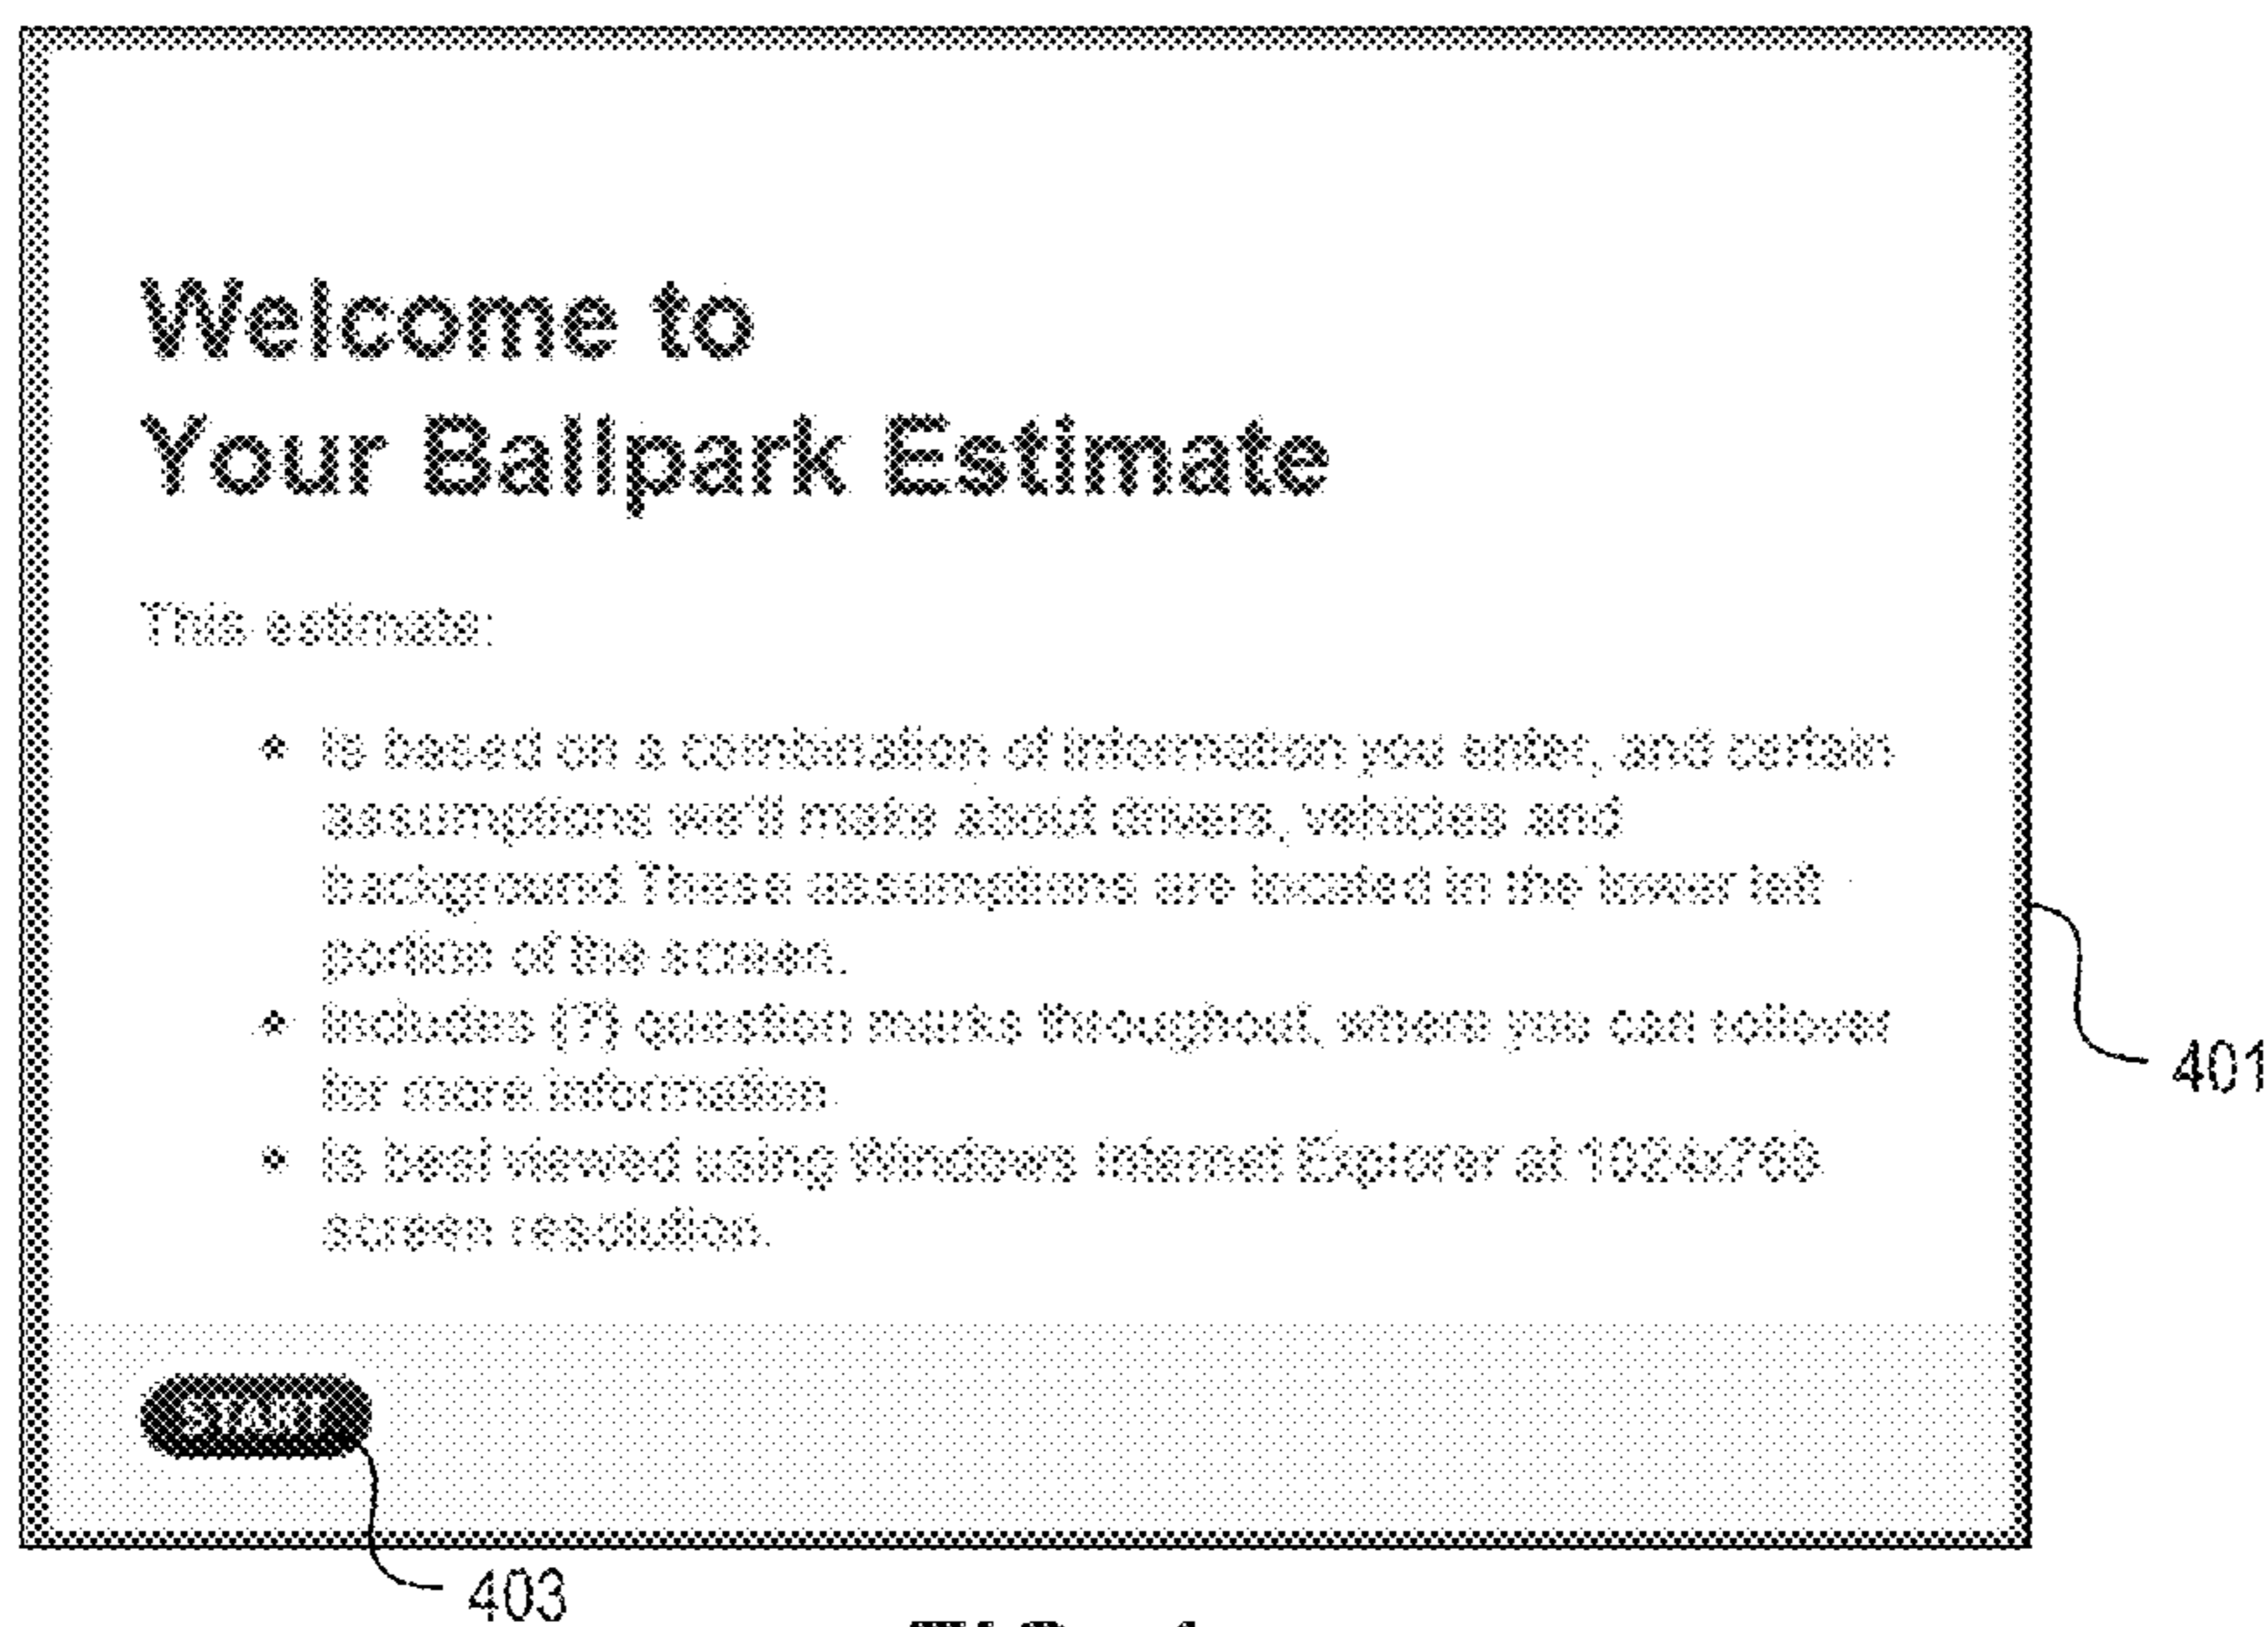 Welcome to
Your Ballpark Estimate
This estimate:
• Is based on a combination of information you enter, and certain
assumptions we'll make about drivers, vehicles and
background.These assumptions are located in the lower left
portion of the screen.
• Includes (?) question marks throughout, where you can rollover
for more information.
• Is best viewed using Windows Internet Explorer at 1024x768
screen resolution.
401
START
403